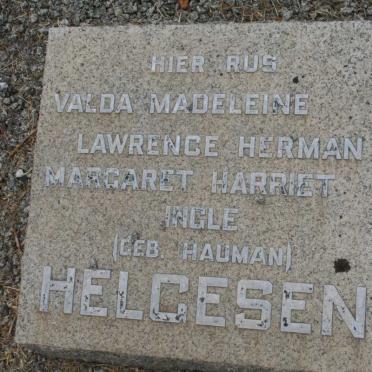 HIER RUS
VALDA MADELEINE
LAWRENCE HERMAN
MARGARET HARRIET
INGLE
(GEB. HAUMAN)
HELGESEN